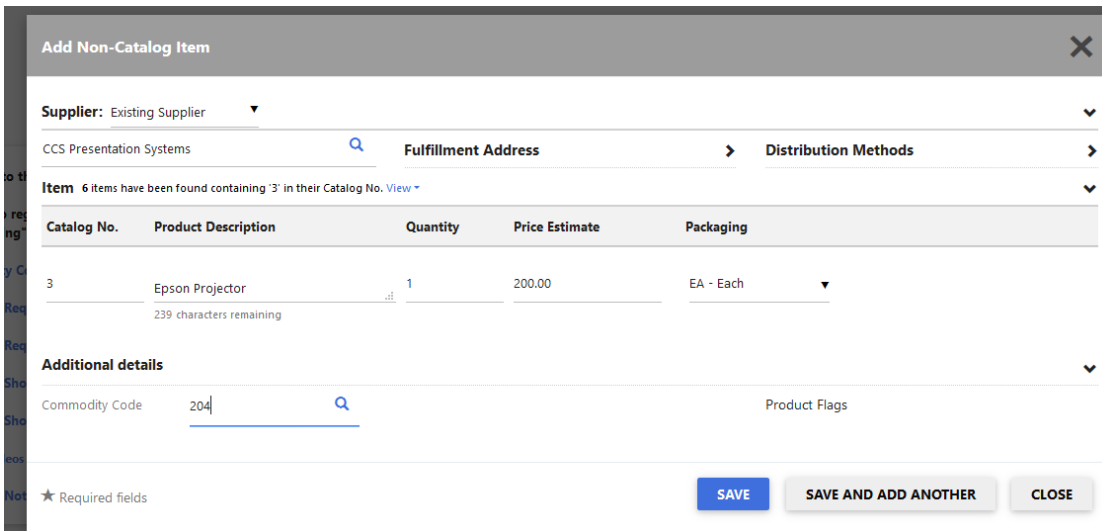 Add Non-Catalog Item
Supplier: Existing Supplier
CCS Presentation Systems
Fulfillment Address
Distribution Methods
Item 6 items have been found containing '3' in their Catalog No. View
Catalog No. Product Description Quantity Price Estimate Packaging
3 Epson Projector 1 200.00 EA - Each
239 characters remaining
Additional details
Commodity Code 204 Product Flags
★ Required fields SAVE SAVE AND ADD ANOTHER CLOSE